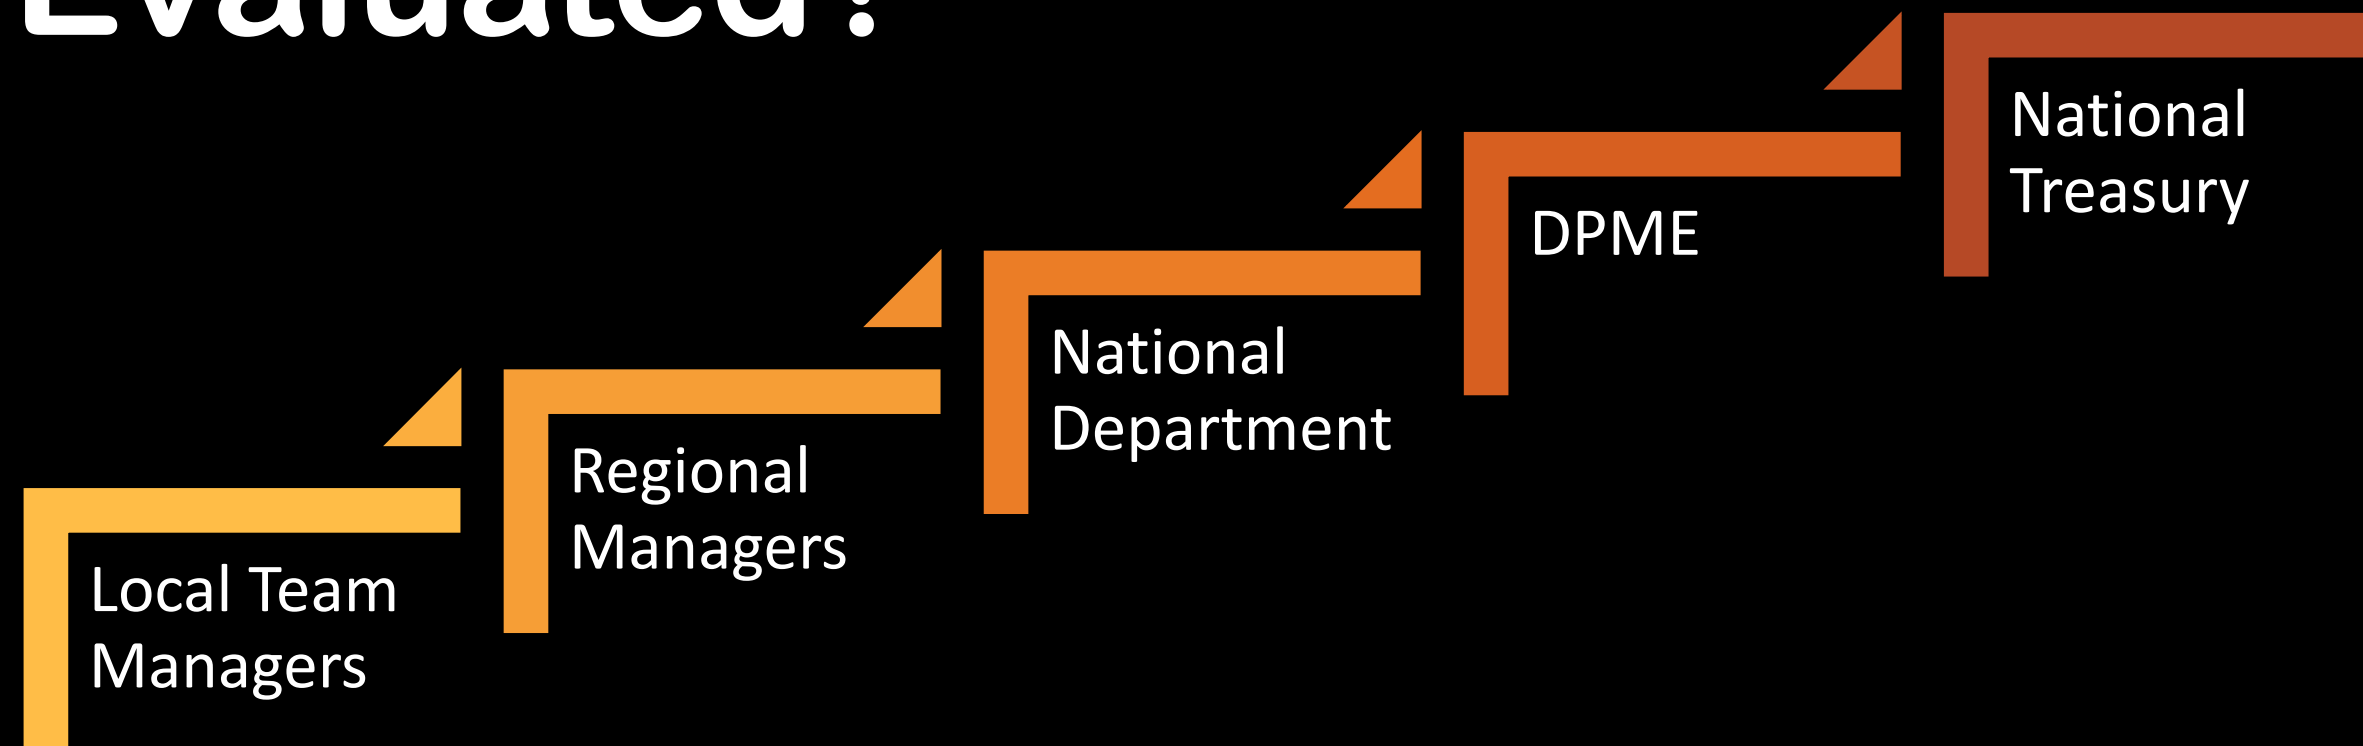 Evaluated?
Local Team
Managers
Regional
Managers
National
Department
DPME
National
Treasury